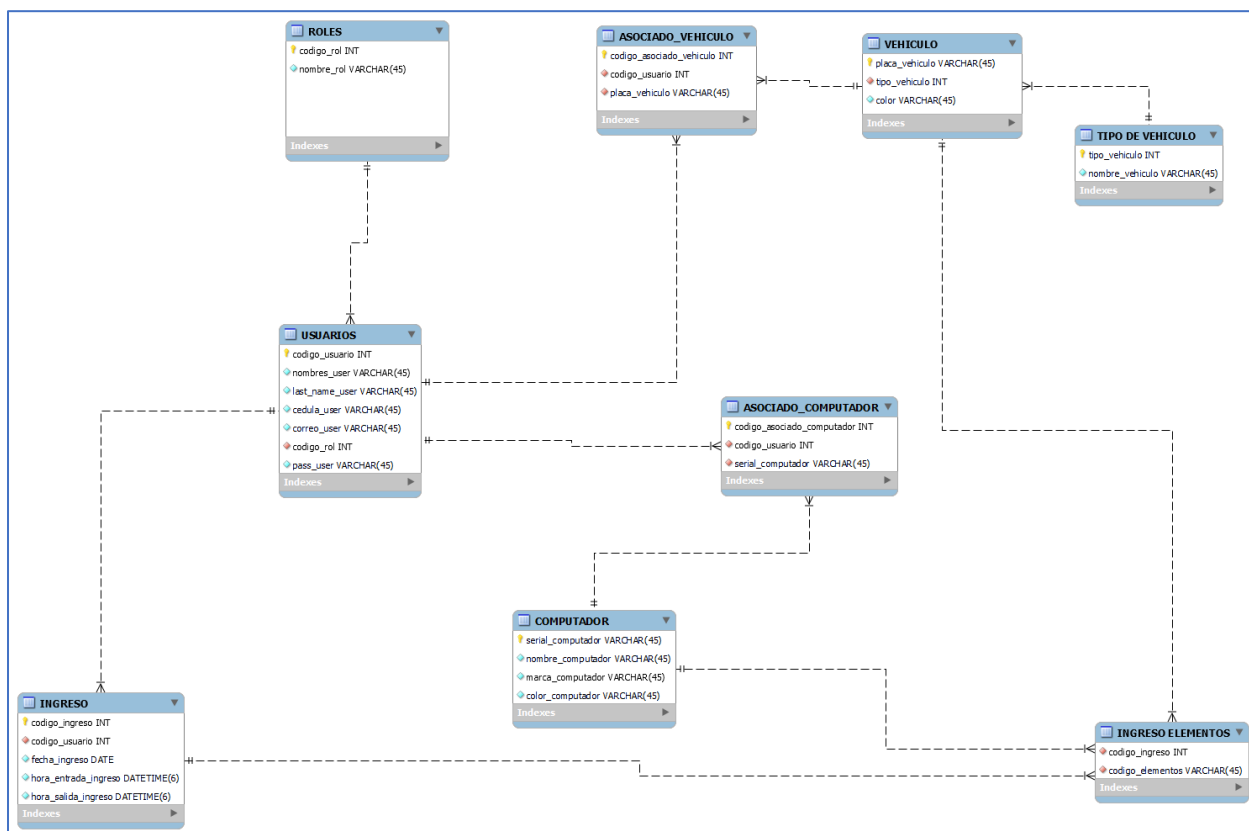 ROLES
codigo_rol INT
nombre_rol VARCHAR(45)
Indexes
ASOCIADO_VEHICULO
codigo_asociado_vehiculo INT
codigo_usuario INT
placa_vehiculo VARCHAR(45)
Indexes
VEHICULO
placa_vehiculo VARCHAR(45)
tipo_vehiculo INT
color VARCHAR(45)
Indexes
TIPO DE VEHICULO
tipo_vehiculo INT
nombre_vehiculo VARCHAR(45)
Indexes
USUARIOS
codigo_usuario INT
nombres_user VARCHAR(45)
last_name_user VARCHAR(45)
cedula_user VARCHAR(45)
correo_user VARCHAR(45)
codigo_rol INT
pass_user VARCHAR(45)
Indexes
ASOCIADO_COMPUTADOR
codigo_asociado_computador INT
codigo_usuario INT
serial_computador VARCHAR(45)
Indexes
COMPUTADOR
serial_computador VARCHAR(45)
nombre_computador VARCHAR(45)
marca_computador VARCHAR(45)
color_computador VARCHAR(45)
Indexes
INGRESO
codigo_ingreso INT
codigo_usuario INT
fecha_ingreso DATE
hora_entrada_ingreso DATETIME(6)
hora_salida_ingreso DATETIME(6)
Indexes
INGRESO ELEMENTOS
codigo_ingreso INT
codigo_elementos VARCHAR(45)
Indexes